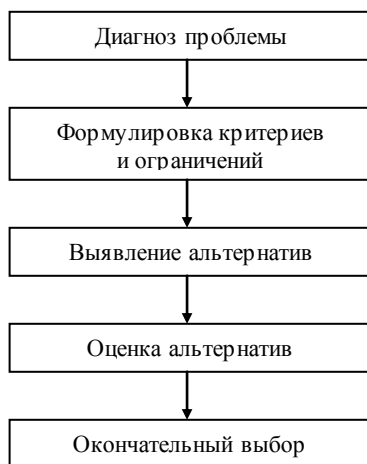 Диагноз проблемы
Формулировка критериев
и ограничений
Выявление альтернатив
Оценка альтернатив
Окончательный выбор